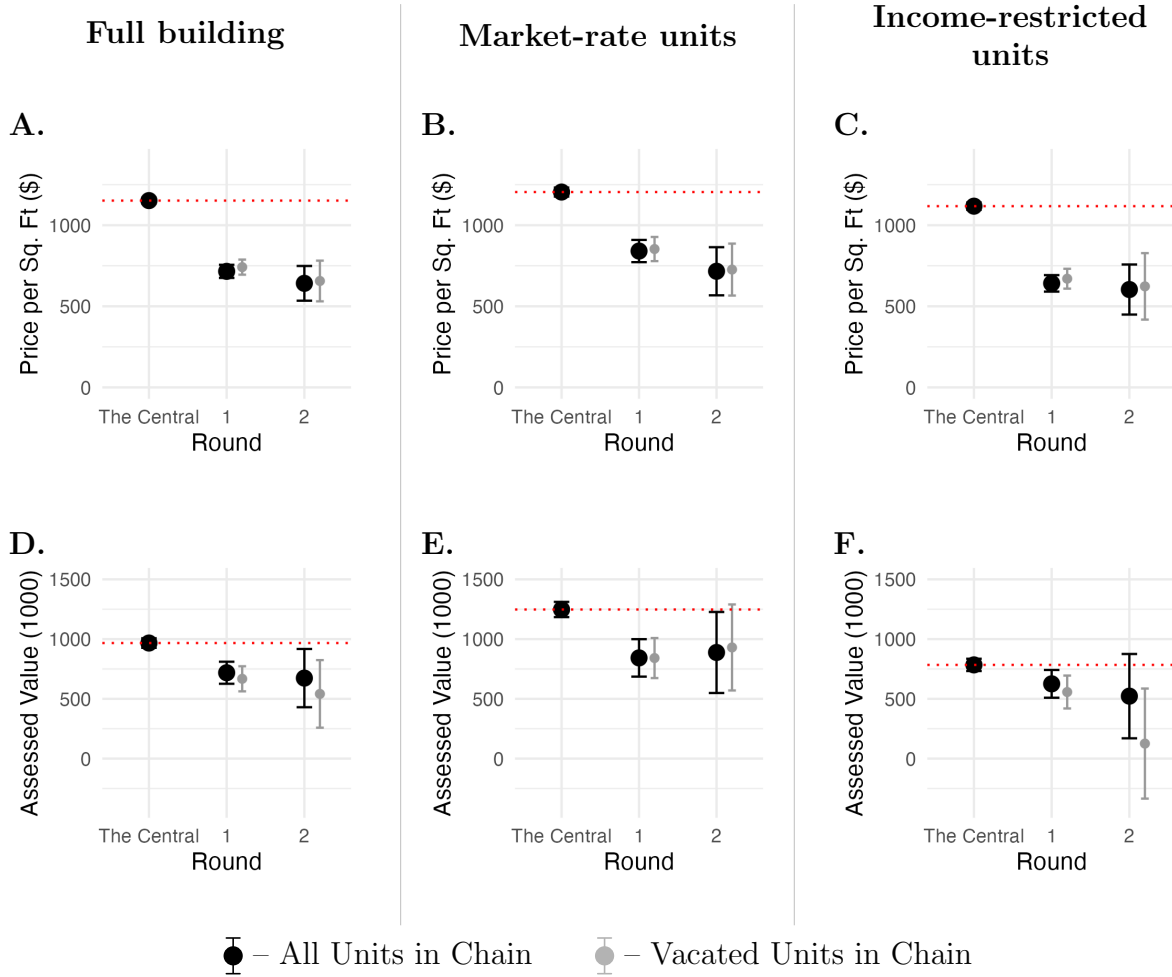 Full building
Market-rate units
Income-restricted
units
A.
Price per Sq. Ft ($)
1000
500
0
The Central 1 2
Round
B.
Price per Sq. Ft ($)
1000
500
0
The Central 1 2
Round
C.
Price per Sq. Ft ($)
1000
500
0
The Central 1 2
Round
D.
Assessed Value (1000)
1500
1000
500
0
The Central 1 2
Round
E.
Assessed Value (1000)
1500
1000
500
0
The Central 1 2
Round
F.
Assessed Value (1000)
1500
1000
500
0
The Central 1 2
Round
– All Units in Chain – Vacated Units in Chain